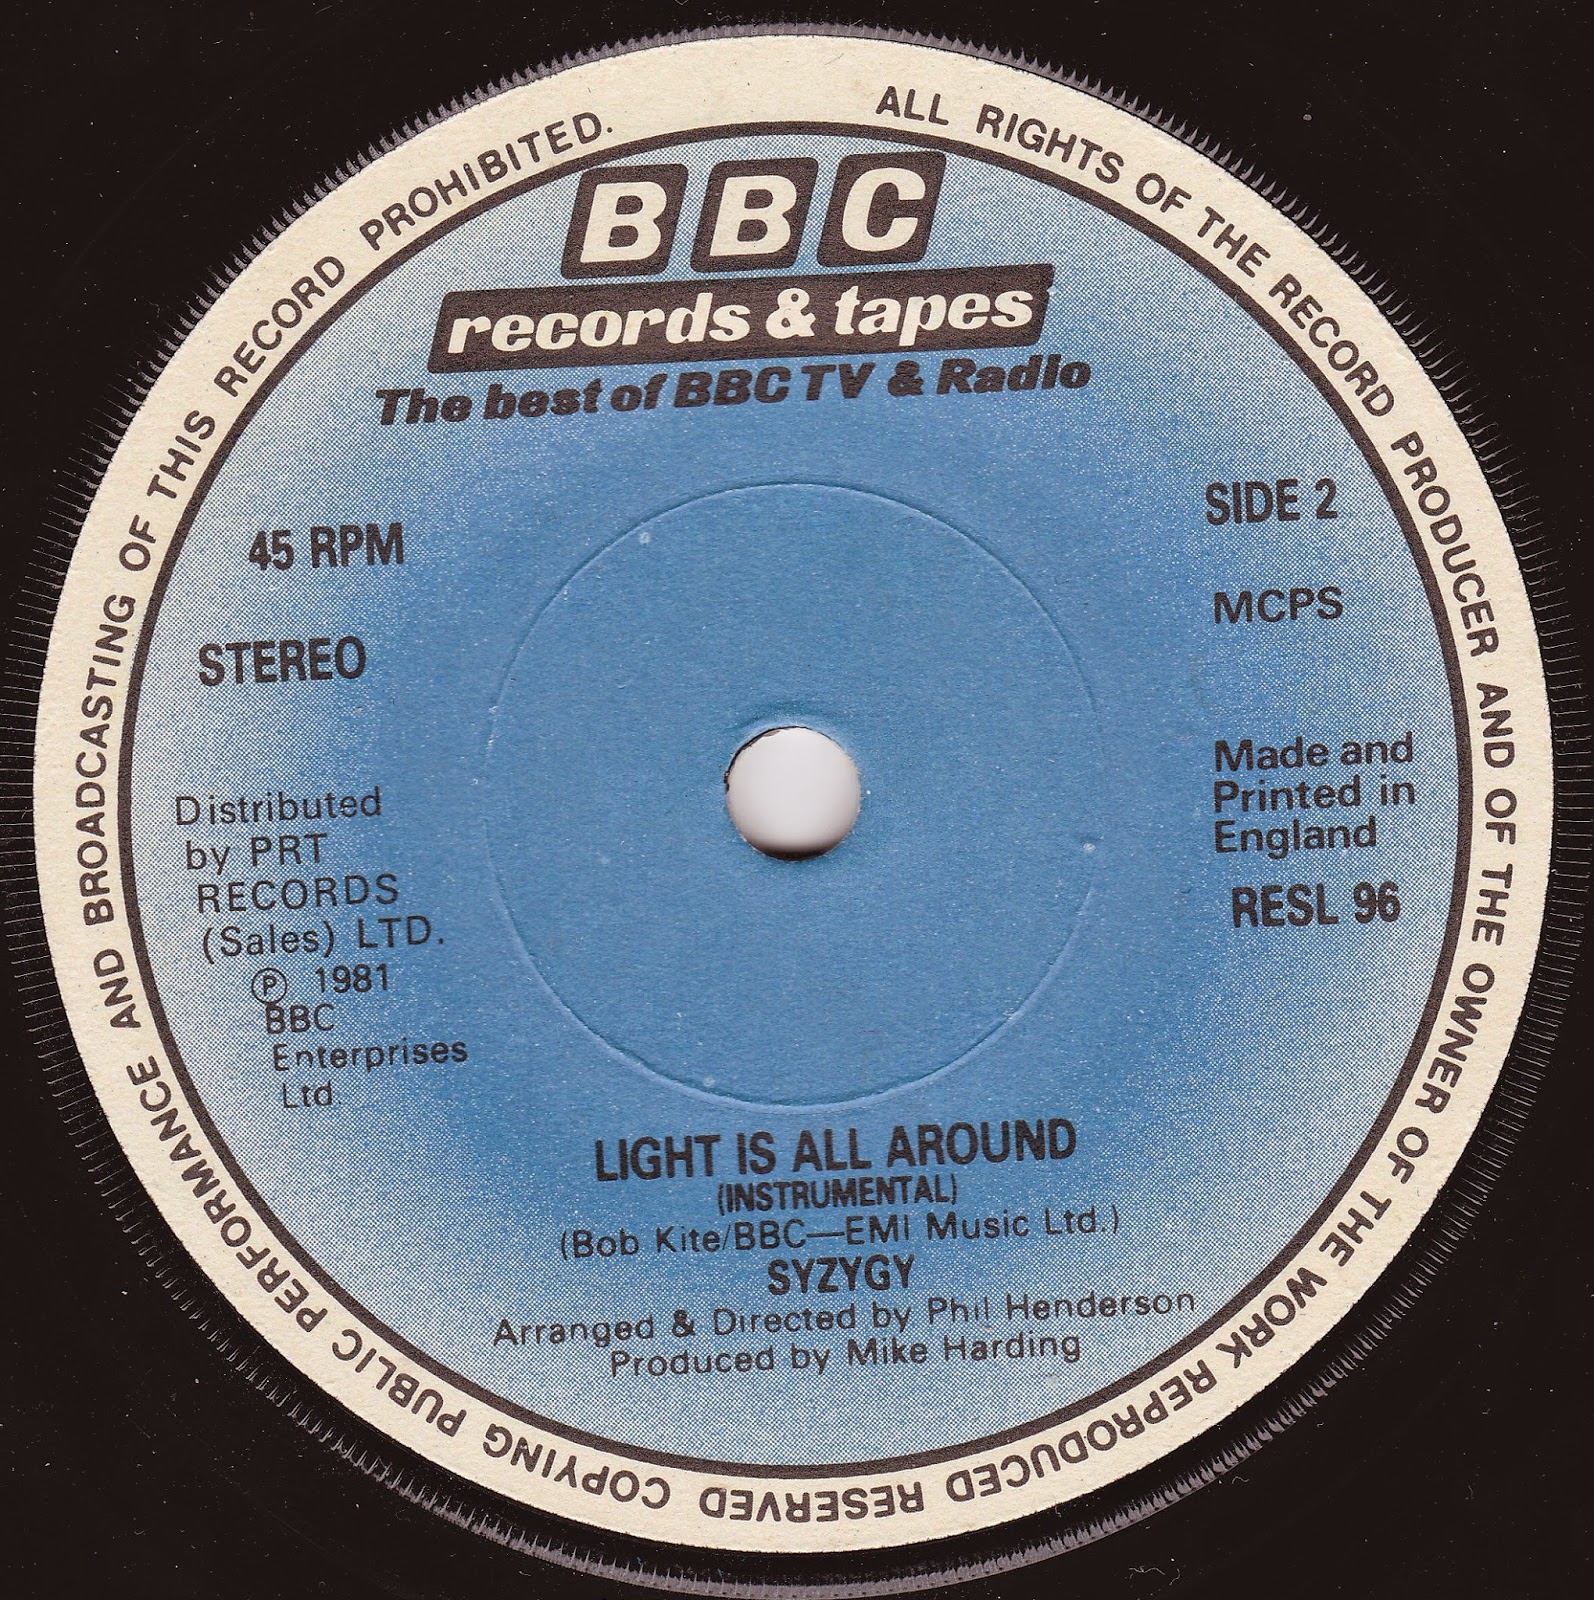 ALL RIGHTS OF THE RECORD PRODUCER AND OF THE OWNER OF THE WORK REPRODUCED RESERVED COPYING PUBLIC PERFORMANCE AND BROADCASTING OF THIS RECORD PROHIBITED.
BBC
records & tapes
The best of BBC TV & Radio
45 RPM
STEREO
Distributed
by PRT
RECORDS
(Sales) LTD.
℗ 1981
BBC
Enterprises
Ltd.
SIDE 2
MCPS
Made and
Printed in
England
RESL 96
LIGHT IS ALL AROUND
(INSTRUMENTAL)
(Bob Kite/BBC—EMI Music Ltd.)
SYZYGY
Arranged & Directed by Phil Henderson
Produced by Mike Harding